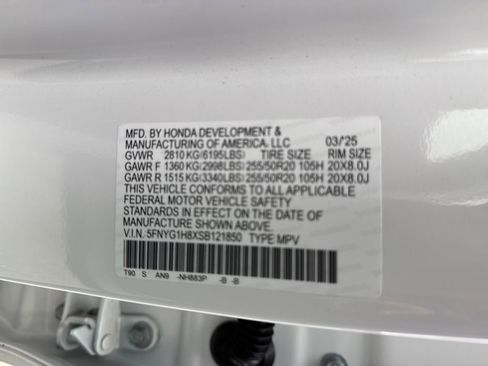 MFD. BY HONDA DEVELOPMENT &
MANUFACTURING OF AMERICA, LLC 03/'25
GVWR 2810 KG(6195LBS) TIRE SIZE RIM SIZE
GAWR F 1360 KG(2998LBS) 255/50R20 105H 20X8.0J
GAWR R 1515 KG(3340LBS) 255/50R20 105H 20X8.0J
THIS VEHICLE CONFORMS TO ALL APPLICABLE
FEDERAL MOTOR VEHICLE SAFETY
STANDARDS IN EFFECT ON THE DATE OF
MANUFACTURE SHOWN ABOVE.
V.I.N. 5FNYG1H8XSB121850 TYPE MPV
T90 S AN9 -NH883P -B -B